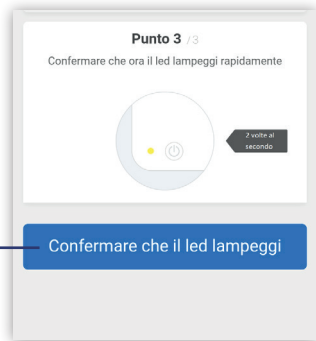 Punto 3 /3
Confermare che ora il led lampeggi rapidamente
2 volte al
secondo
Confermare che il led lampeggi